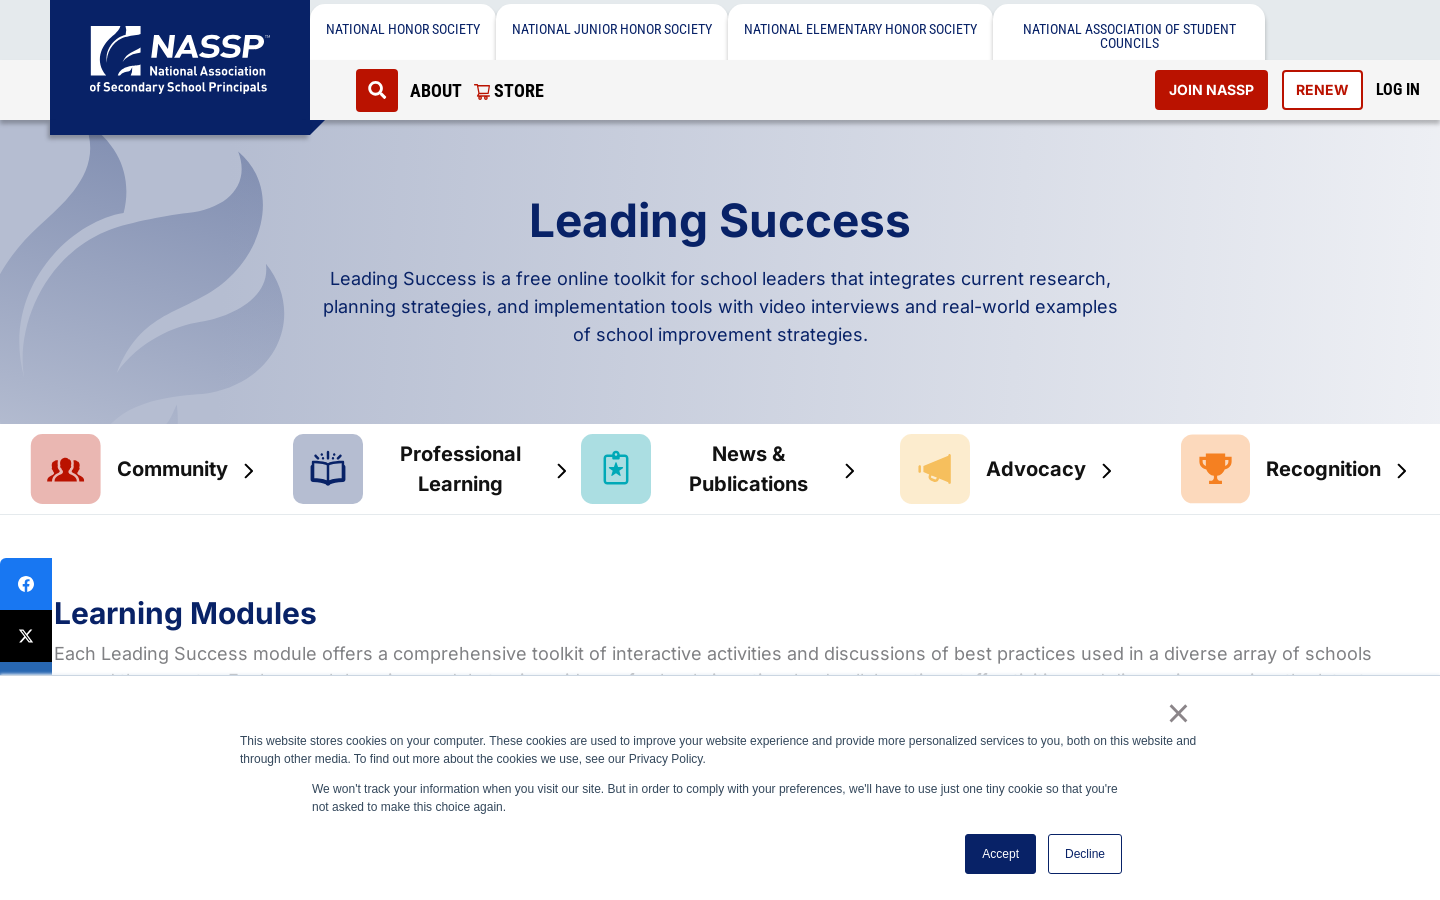 NASSP
National Association
of Secondary School Principals
NATIONAL HONOR SOCIETY
NATIONAL JUNIOR HONOR SOCIETY
NATIONAL ELEMENTARY HONOR SOCIETY
NATIONAL ASSOCIATION OF STUDENT
COUNCILS
ABOUT
STORE
JOIN NASSP
RENEW
LOG IN
Leading Success
Leading Success is a free online toolkit for school leaders that integrates current research,
planning strategies, and implementation tools with video interviews and real-world examples
of school improvement strategies.
Community
Professional
Learning
News &
Publications
Advocacy
Recognition
Learning Modules
Each Leading Success module offers a comprehensive toolkit of interactive activities and discussions of best practices used in a diverse array of schools
This website stores cookies on your computer. These cookies are used to improve your website experience and provide more personalized services to you, both on this website and
through other media. To find out more about the cookies we use, see our Privacy Policy.
We won't track your information when you visit our site. But in order to comply with your preferences, we'll have to use just one tiny cookie so that you're
not asked to make this choice again.
Accept
Decline